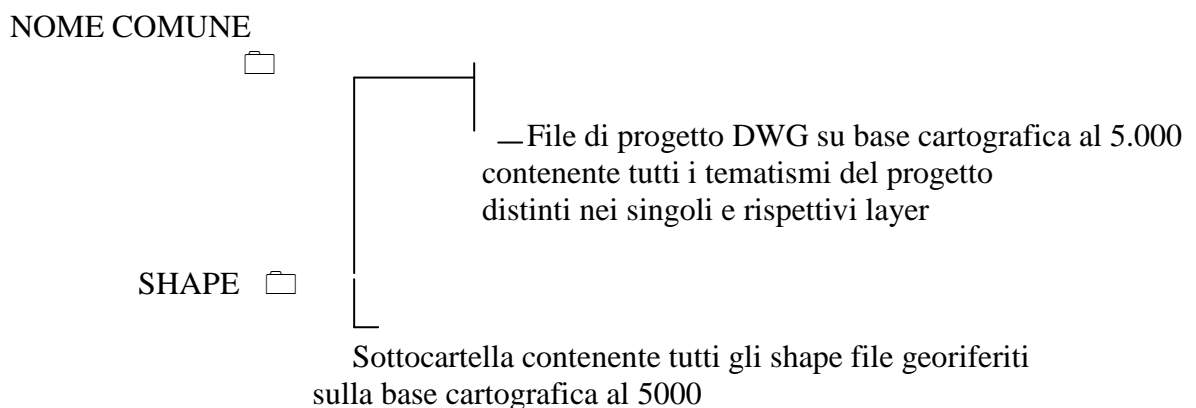 NOME COMUNE
File di progetto DWG su base cartografica al 5.000
contenente tutti i tematismi del progetto
distinti nei singoli e rispettivi layer
SHAPE
Sottocartella contenente tutti gli shape file georiferiti
sulla base cartografica al 5000